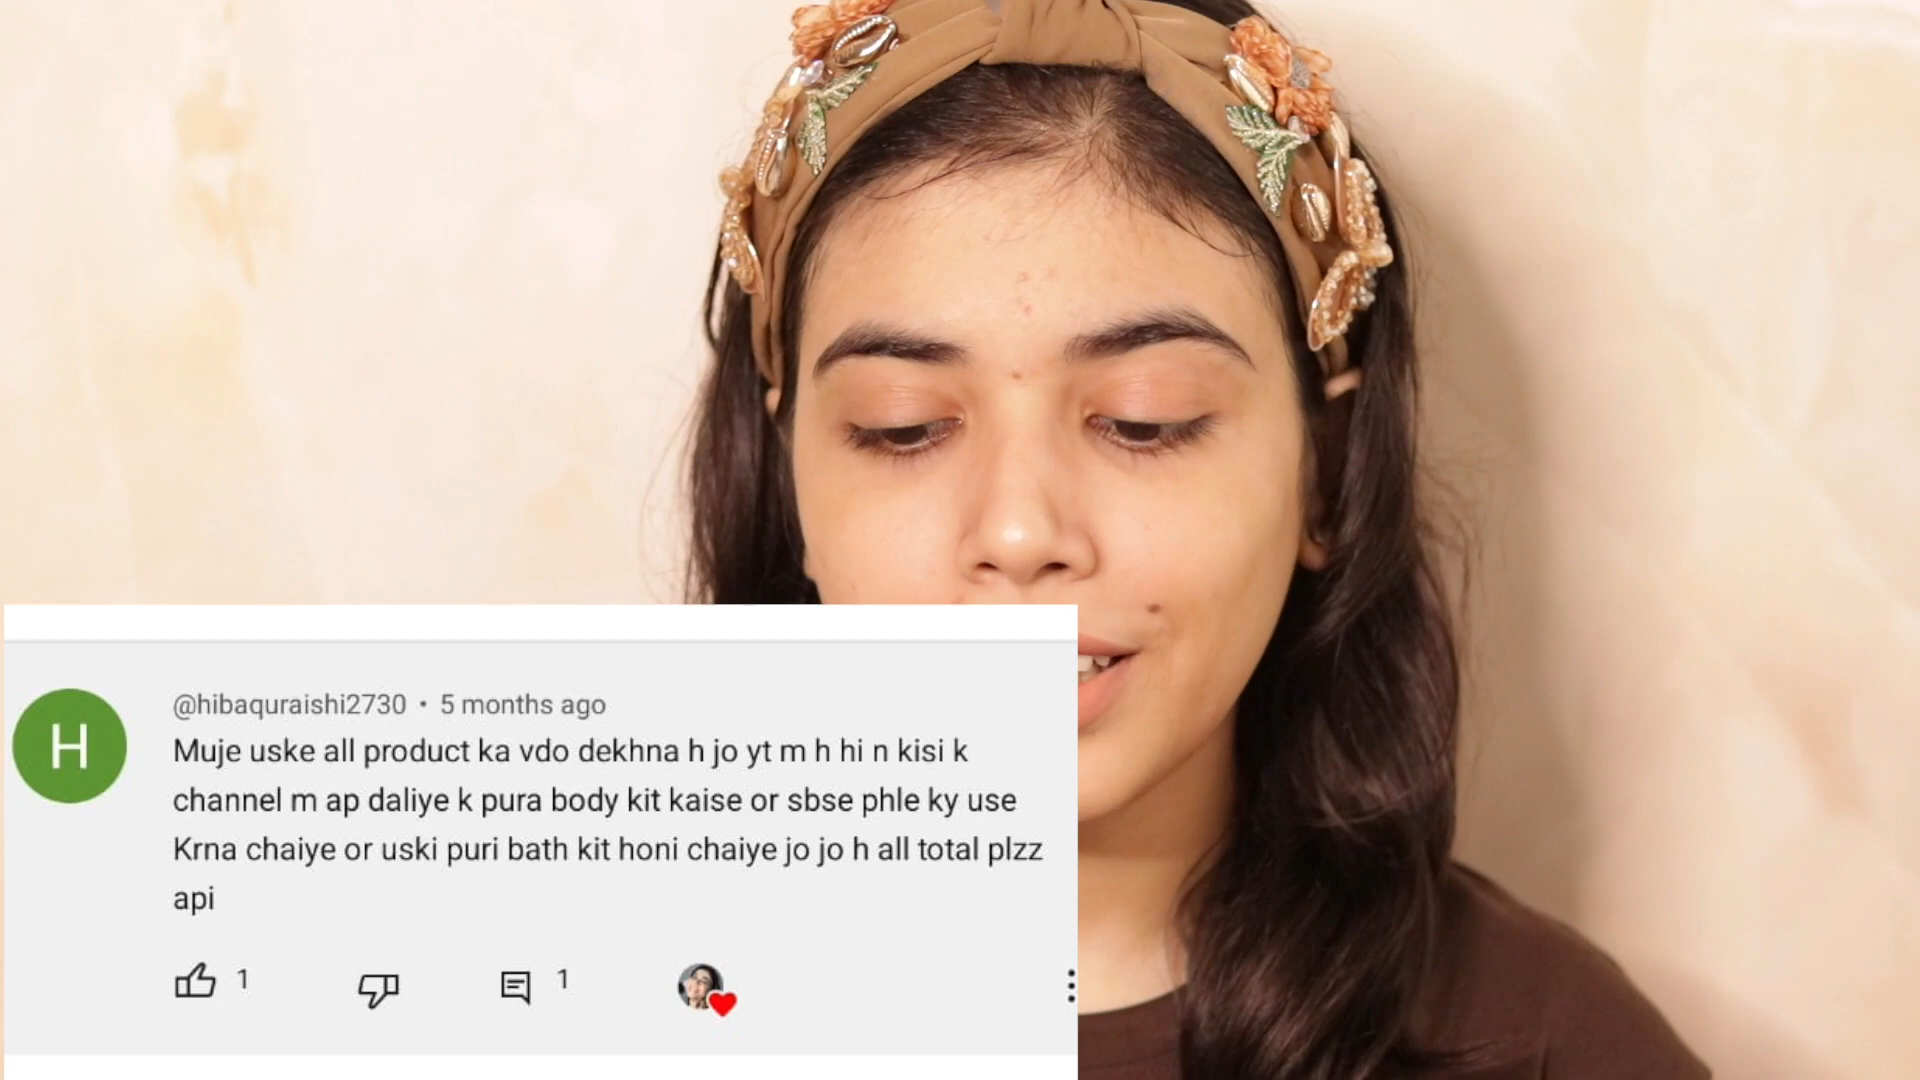 H
@hibaquraishi2730 • 5 months ago
Muje uske all product ka vdo dekhna h jo yt m h hi n kisi k
channel m ap daliye k pura body kit kaise or sbse phle ky use
Krna chaiye or uski puri bath kit honi chaiye jo jo h all total plzz
api
1
1